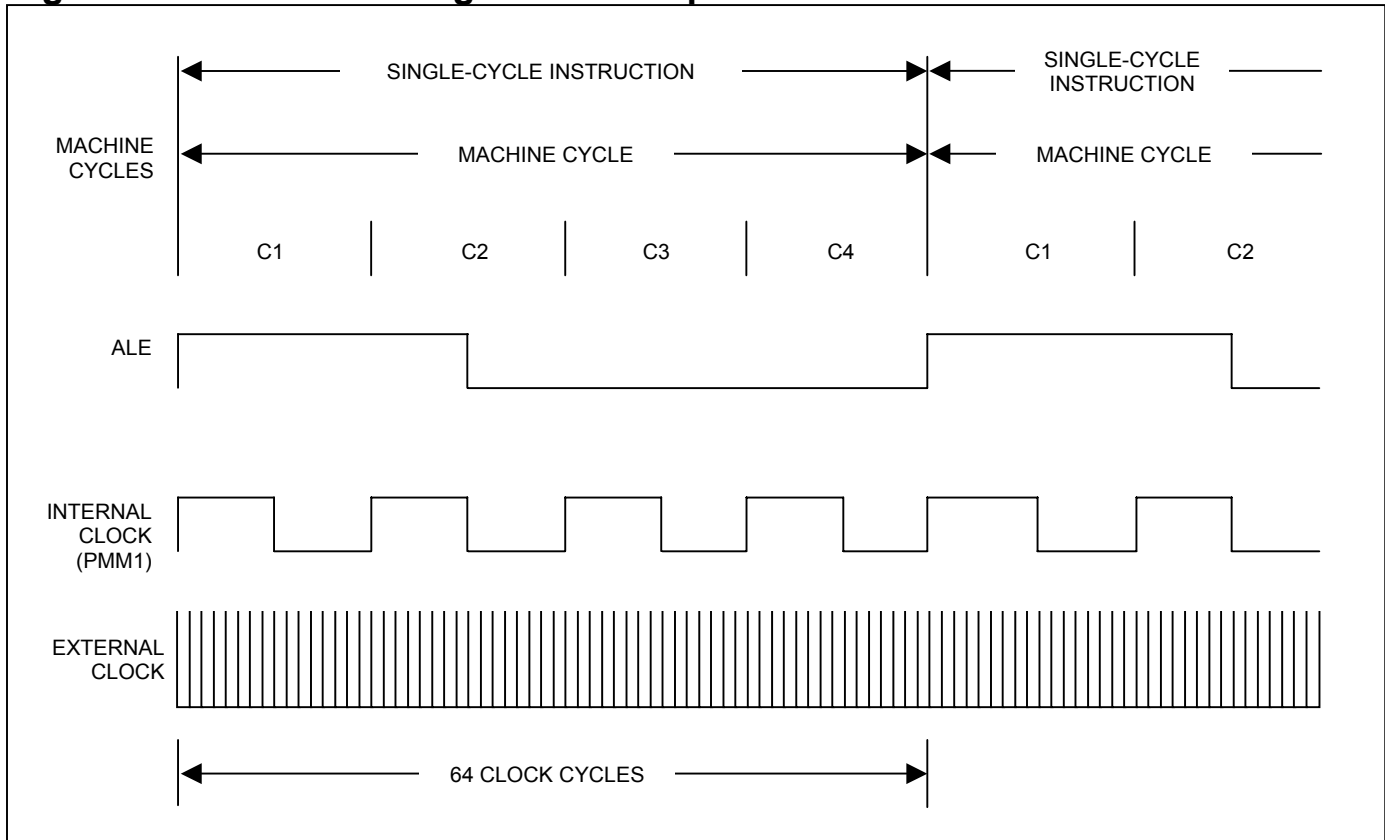 SINGLE-CYCLE INSTRUCTION
SINGLE-CYCLE
INSTRUCTION
MACHINE
CYCLES
MACHINE CYCLE
MACHINE CYCLE
C1
C2
C3
C4
C1
C2
ALE
INTERNAL
CLOCK
(PMM1)
EXTERNAL
CLOCK
64 CLOCK CYCLES